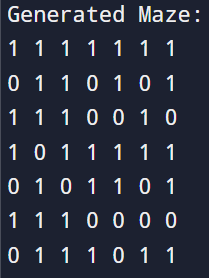 Generated Maze:
1 1 1 1 1 1 1
0 1 1 0 1 0 1
1 1 1 0 0 1 0
1 0 1 1 1 1 1
0 1 0 1 1 0 1
1 1 1 0 0 0 0
0 1 1 1 0 1 1